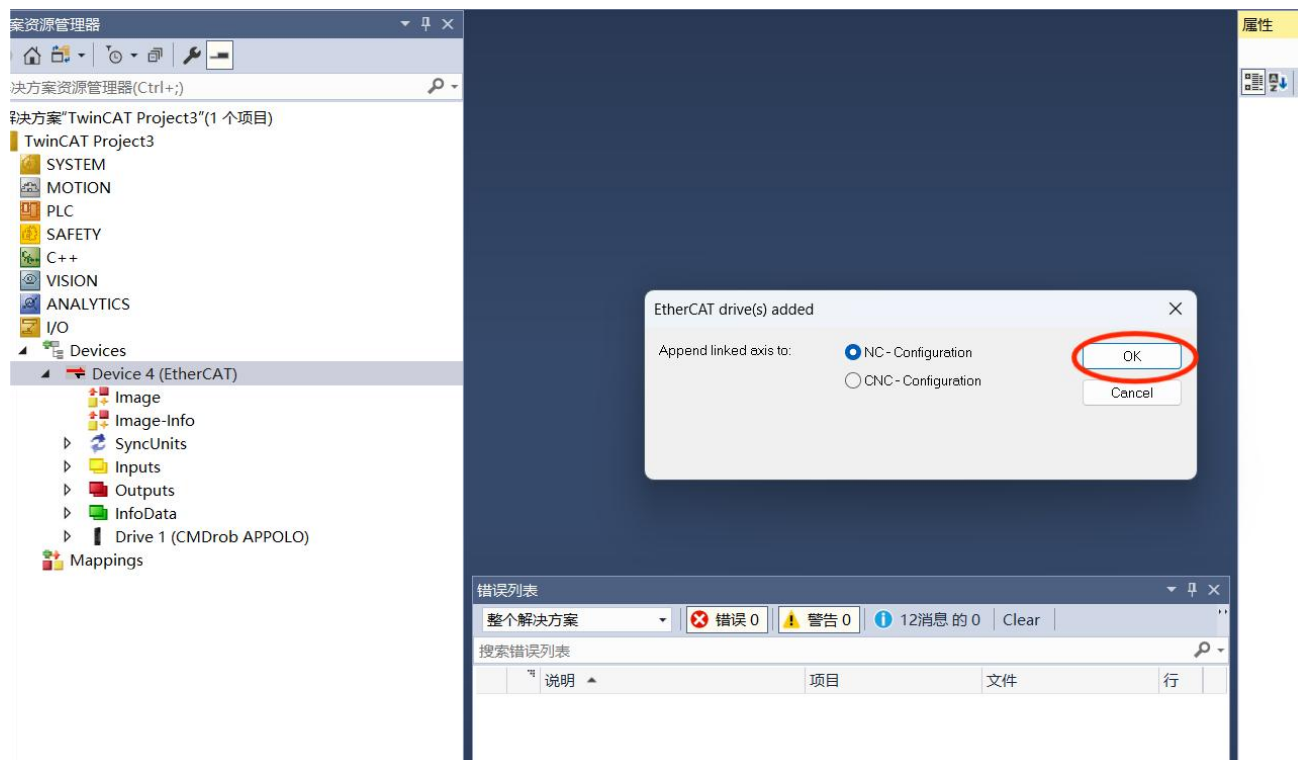 案资源管理器
决方案资源管理器(Ctrl+;)
解决方案"TwinCAT Project3"(1 个项目)
TwinCAT Project3
SYSTEM
MOTION
PLC
SAFETY
C++
VISION
ANALYTICS
I/O
Devices
Device 4 (EtherCAT)
Image
Image-Info
SyncUnits
Inputs
Outputs
InfoData
Drive 1 (CMDrob APPOLO)
Mappings
EtherCAT drive(s) added
Append linked axis to:
NC - Configuration
CNC - Configuration
OK
Cancel
错误列表
整个解决方案
错误 0
警告 0
12消息 的 0
Clear
搜索错误列表
说明
项目
文件
行
属性